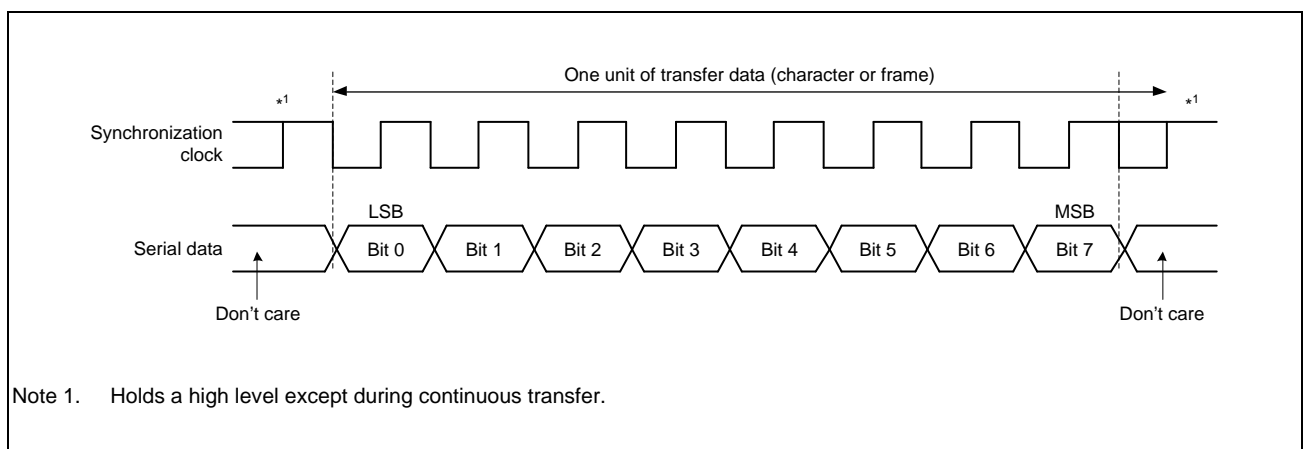 One unit of transfer data (character or frame)
*1 *1
Synchronization
clock
LSB MSB
Serial data Bit 0 Bit 1 Bit 2 Bit 3 Bit 4 Bit 5 Bit 6 Bit 7
Don’t care Don’t care
Note 1. Holds a high level except during continuous transfer.